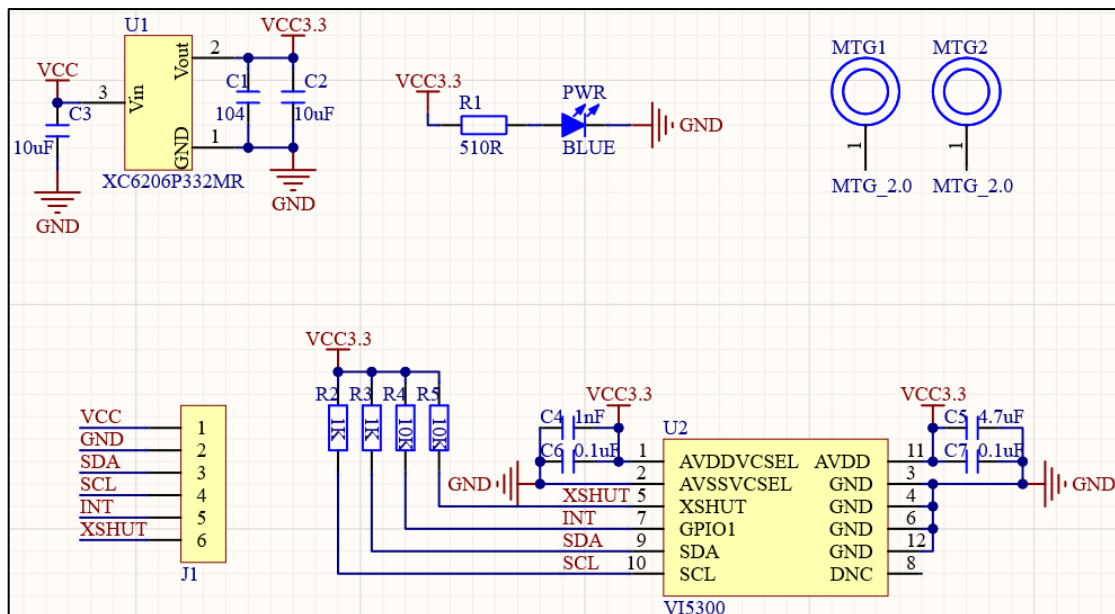 U1
VCC
3
Vin
Vout
GND
2
1
VCC3.3
C1
104
C2
10uF
C3
10uF
GND
XC6206P332MR
GND
VCC3.3
R1
510R
PWR
BLUE
GND
MTG1
MTG2
1
1
MTG_2.0
MTG_2.0
VCC
GND
SDA
SCL
INT
XSHUT
1
2
3
4
5
6
J1
VCC3.3
R2
R3
R4
R5
1K
1K
10K
10K
VCC3.3
C4
1nF
C6
0.1uF
GND
XSHUT
INT
SDA
SCL
1
2
5
7
9
10
U2
AVDDVCSEL
AVSSVCSEL
XSHUT
GPIO1
SDA
SCL
AVDD
GND
GND
GND
GND
DNC
11
3
4
6
12
8
VI5300
VCC3.3
C5
4.7uF
C7
0.1uF
GND